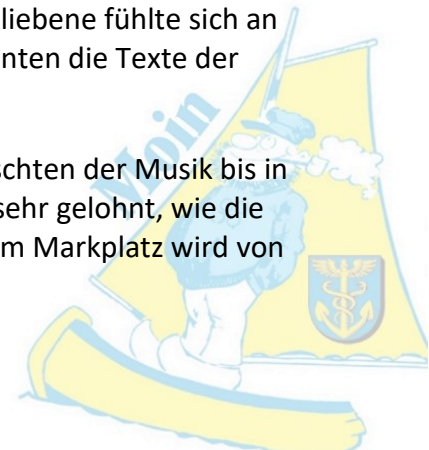 liebene fühlte sich an
nten die Texte der
Moin
schten der Musik bis in
sehr gelohnt, wie die
m Markplatz wird von